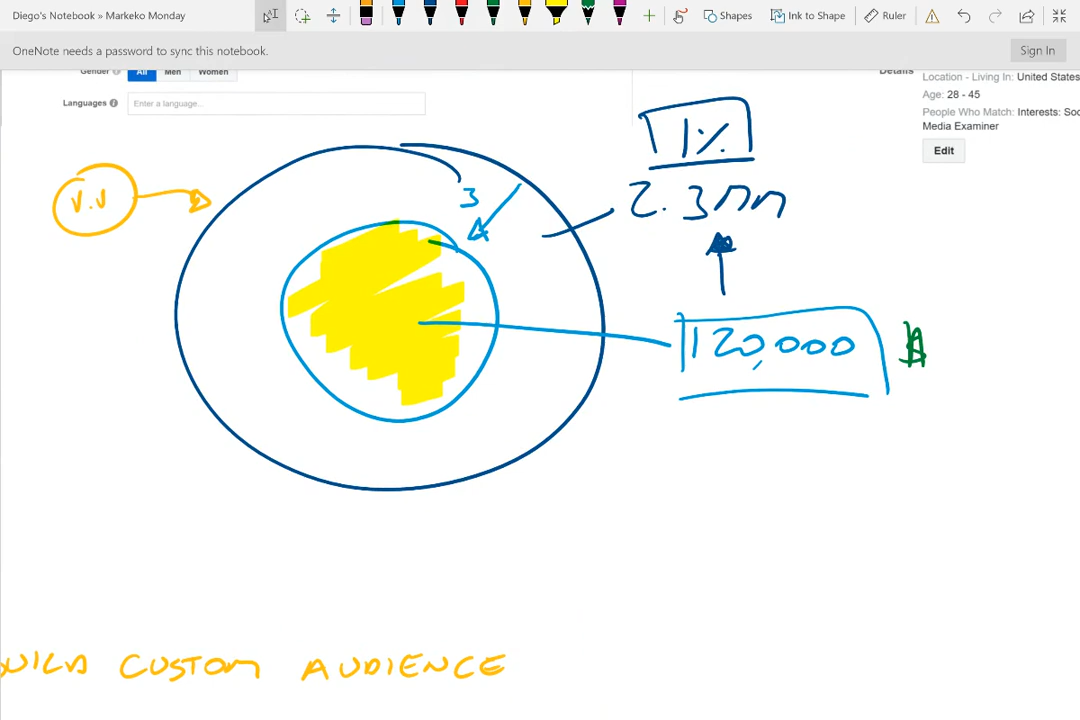 Diego's Notebook » Markeko Monday
Shapes
Ink to Shape
Ruler
OneNote needs a password to sync this notebook.
Sign In
Gender
All
Men
Women
Languages
Enter a language...
Details
Location - Living In: United States
Age: 28 - 45
People Who Match: Interests: Soc
Media Examiner
Edit
1%
V.V
3
2.3mm
120,000
UILD CUSTOM AUDIENCE